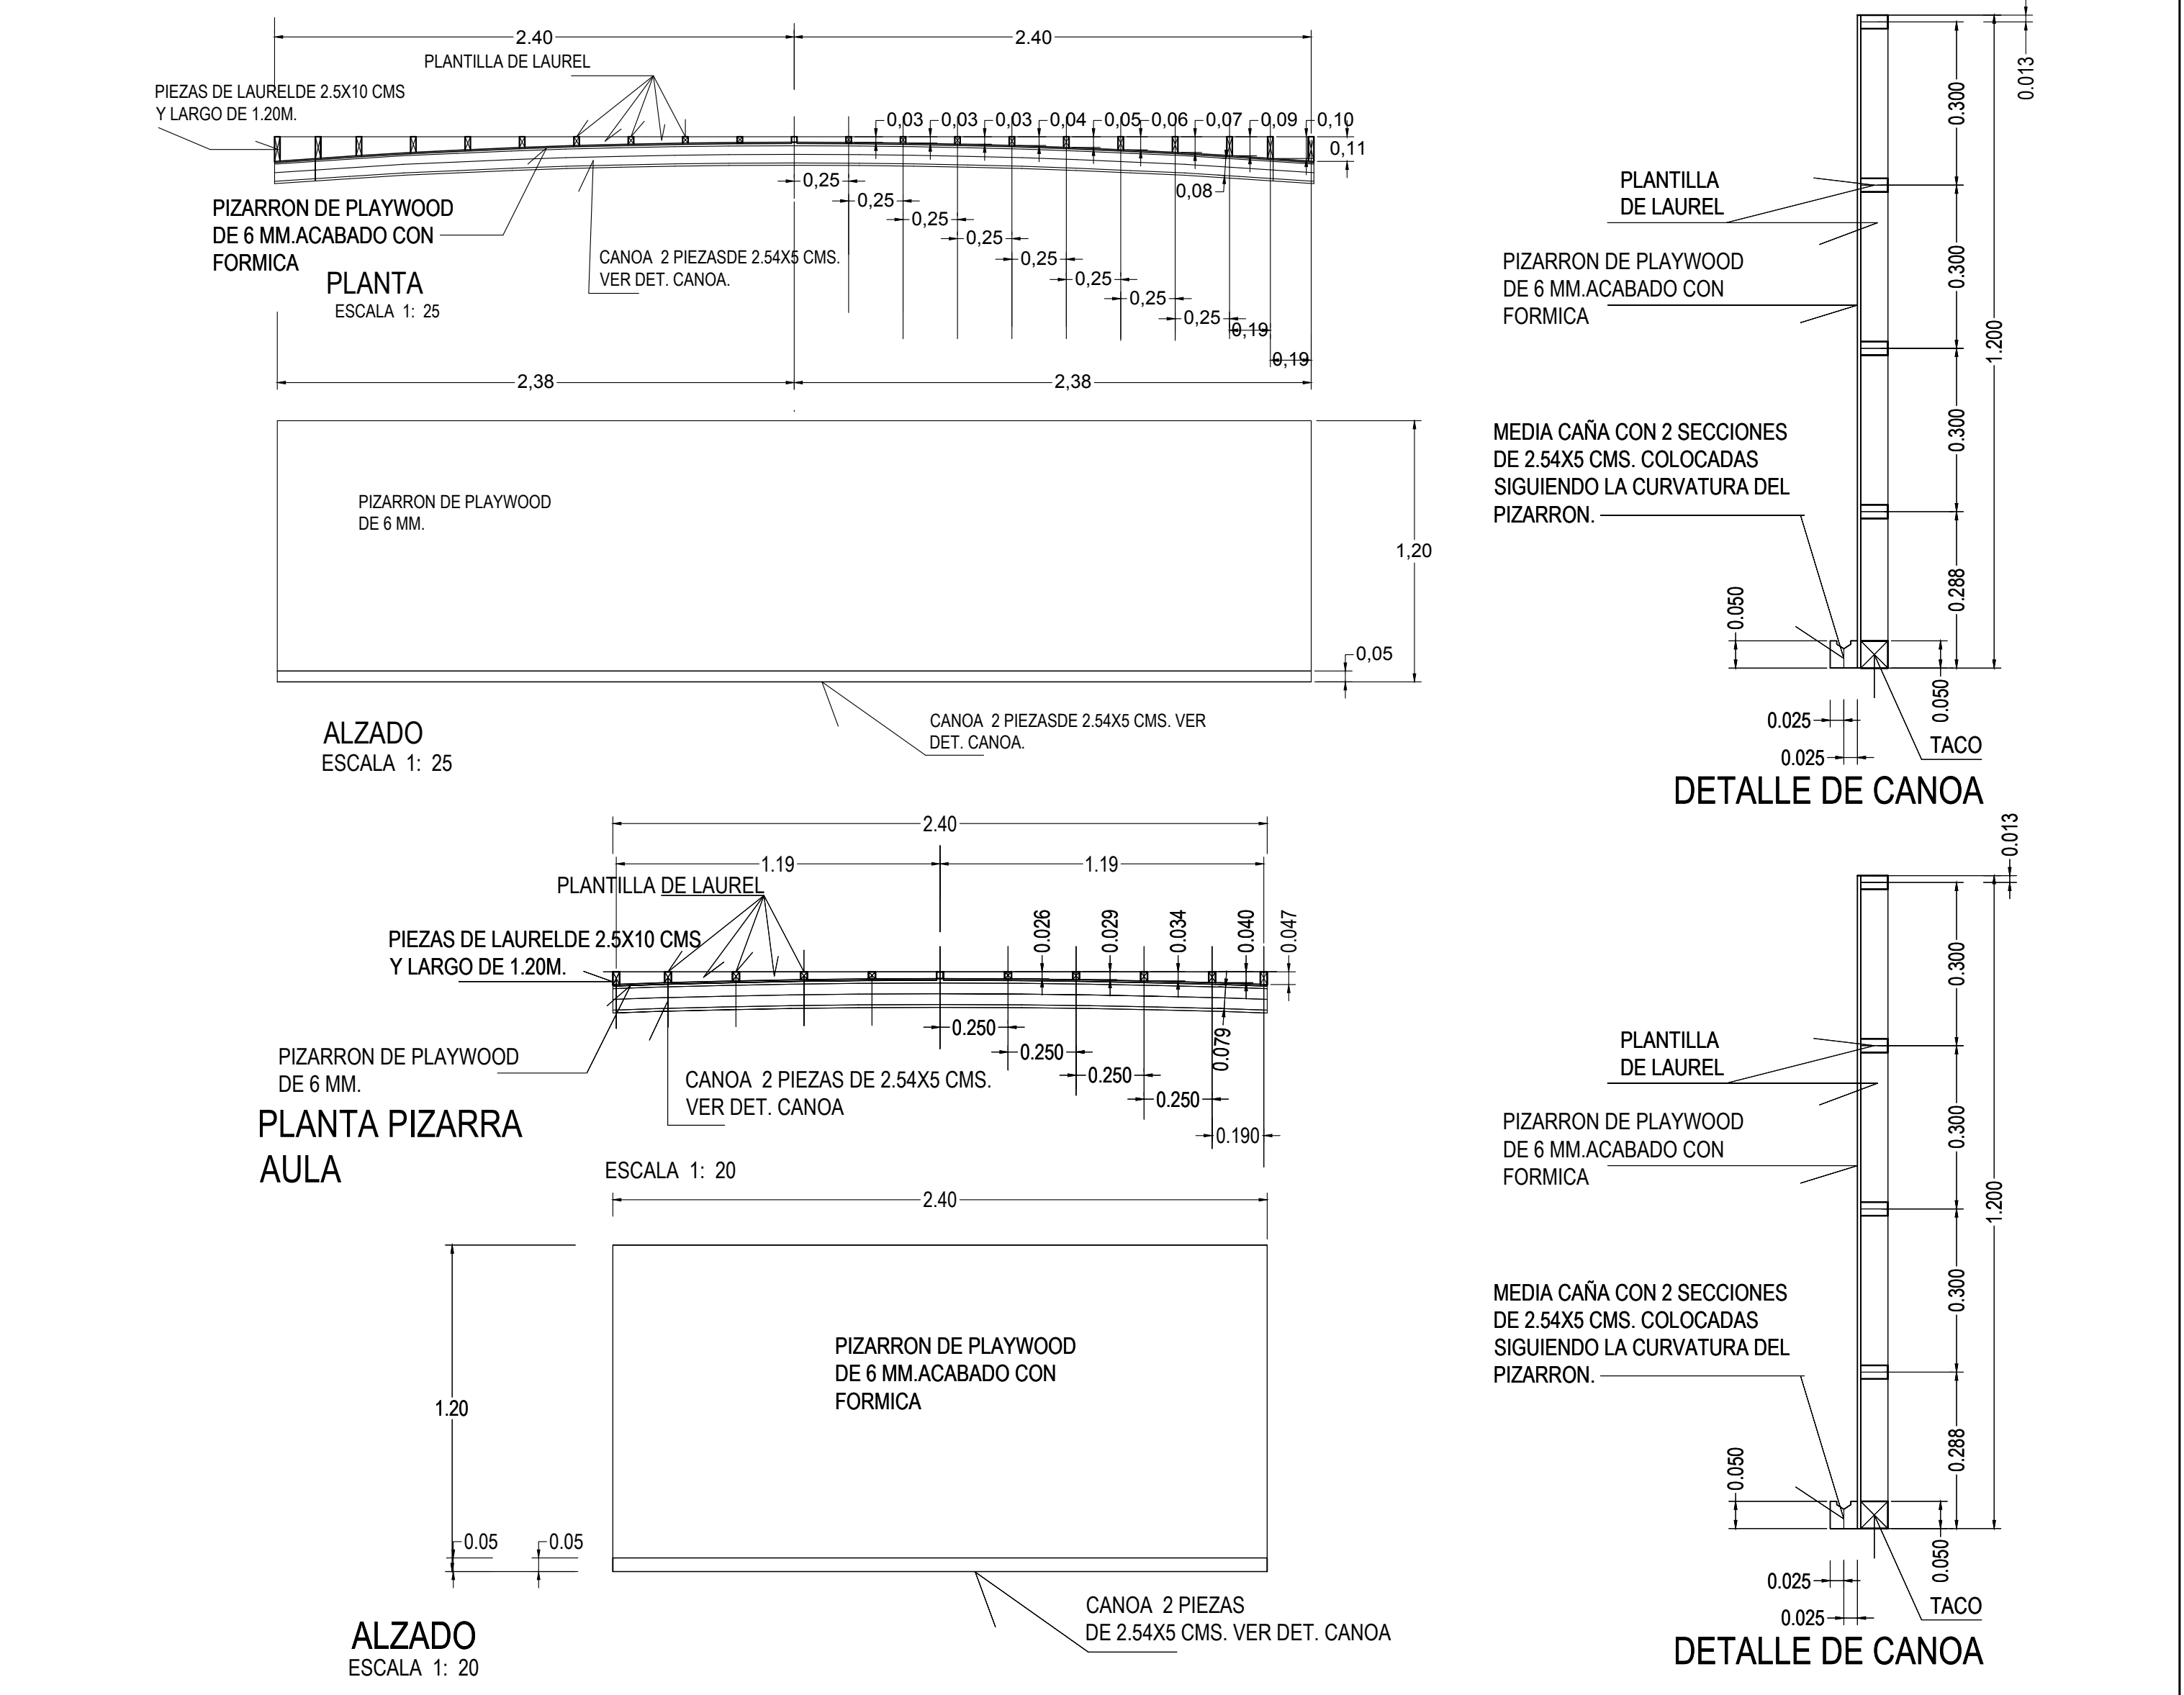 2.40
2.40
PLANTILLA DE LAUREL
PIEZAS DE LAURELDE 2.5X10 CMS
Y LARGO DE 1.20M.
0,03
0,03
0,03
0,04
0,05
0,06
0,07
0,09
0,10
0,11
0,08
0,25
0,25
0,25
0,25
0,25
0,25
0,25
0,25
0,19
0,19
PIZARRON DE PLAYWOOD
DE 6 MM.ACABADO CON
FORMICA
CANOA 2 PIEZASDE 2.54X5 CMS.
VER DET. CANOA.
PLANTA
ESCALA 1: 25
2,38
2,38
PIZARRON DE PLAYWOOD
DE 6 MM.
1,20
0,05
CANOA 2 PIEZASDE 2.54X5 CMS. VER
DET. CANOA.
ALZADO
ESCALA 1: 25
0.013
0.300
0.300
0.300
0.288
1.200
PLANTILLA
DE LAUREL
PIZARRON DE PLAYWOOD
DE 6 MM.ACABADO CON
FORMICA
MEDIA CAÑA CON 2 SECCIONES
DE 2.54X5 CMS. COLOCADAS
SIGUIENDO LA CURVATURA DEL
PIZARRON.
0.050
0.050
0.025
0.025
TACO
DETALLE DE CANOA
2.40
1.19
1.19
PLANTILLA DE LAUREL
PIEZAS DE LAURELDE 2.5X10 CMS
Y LARGO DE 1.20M.
0.026
0.029
0.034
0.040
0.047
0.079
0.250
0.250
0.250
0.250
0.190
PIZARRON DE PLAYWOOD
DE 6 MM.
CANOA 2 PIEZAS DE 2.54X5 CMS.
VER DET. CANOA
PLANTA PIZARRA
AULA
ESCALA 1: 20
2.40
1.20
PIZARRON DE PLAYWOOD
DE 6 MM.ACABADO CON
FORMICA
0.05
0.05
CANOA 2 PIEZAS
DE 2.54X5 CMS. VER DET. CANOA
ALZADO
ESCALA 1: 20
0.013
0.300
0.300
0.300
0.288
1.200
PLANTILLA
DE LAUREL
PIZARRON DE PLAYWOOD
DE 6 MM.ACABADO CON
FORMICA
MEDIA CAÑA CON 2 SECCIONES
DE 2.54X5 CMS. COLOCADAS
SIGUIENDO LA CURVATURA DEL
PIZARRON.
0.050
0.050
0.025
0.025
TACO
DETALLE DE CANOA